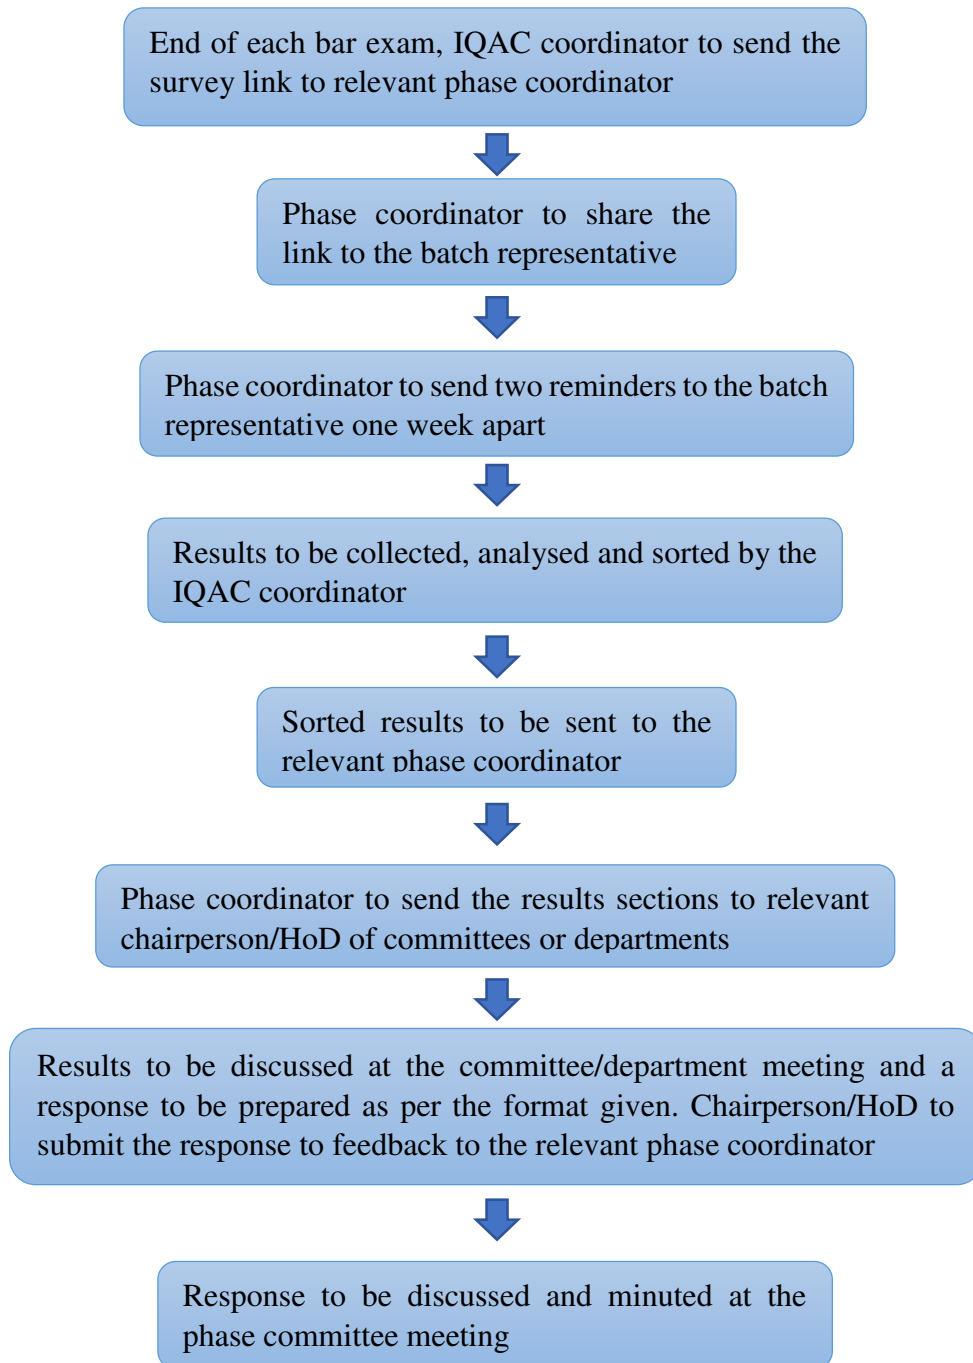 End of each bar exam, IQAC coordinator to send the
survey link to relevant phase coordinator
Phase coordinator to share the
link to the batch representative
Phase coordinator to send two reminders to the batch
representative one week apart
Results to be collected, analysed and sorted by the
IQAC coordinator
Sorted results to be sent to the
relevant phase coordinator
Phase coordinator to send the results sections to relevant
chairperson/HoD of committees or departments
Results to be discussed at the committee/department meeting and a
response to be prepared as per the format given. Chairperson/HoD to
submit the response to feedback to the relevant phase coordinator
Response to be discussed and minuted at the
phase committee meeting